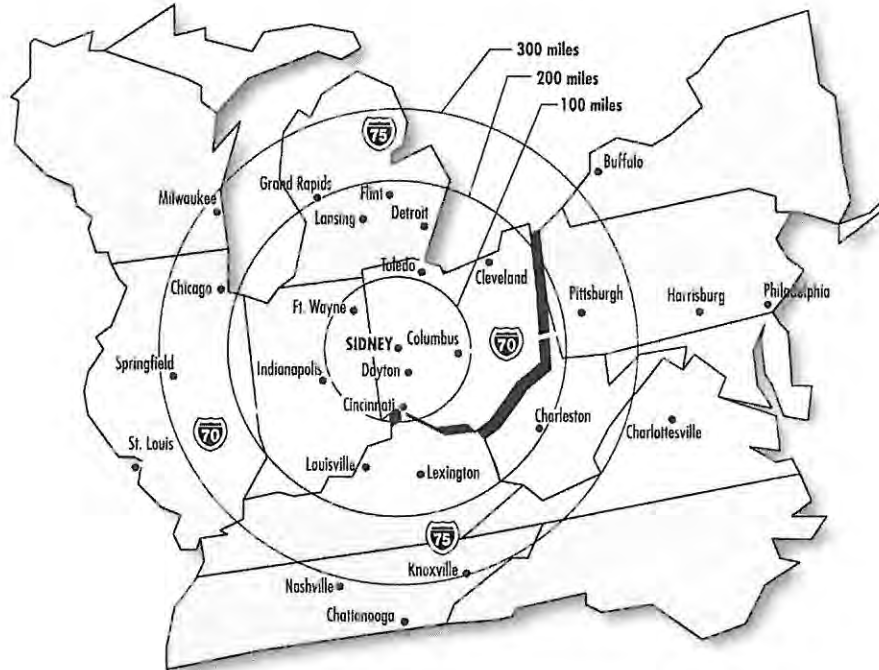 300 miles
200 miles
100 miles
75
Buffalo
Grand Rapids
Flint
Milwaukee
Lansing
Detroit
Toledo
Cleveland
Chicago
Ft. Wayne
Pittsburgh
Harrisburg
Philadelphia
SIDNEY
Columbus
70
Springfield
Indianapolis
Dayton
Cincinnati
Charleston
Charlottesville
70
St. Louis
Louisville
Lexington
75
Knoxville
Nashville
Chattanooga